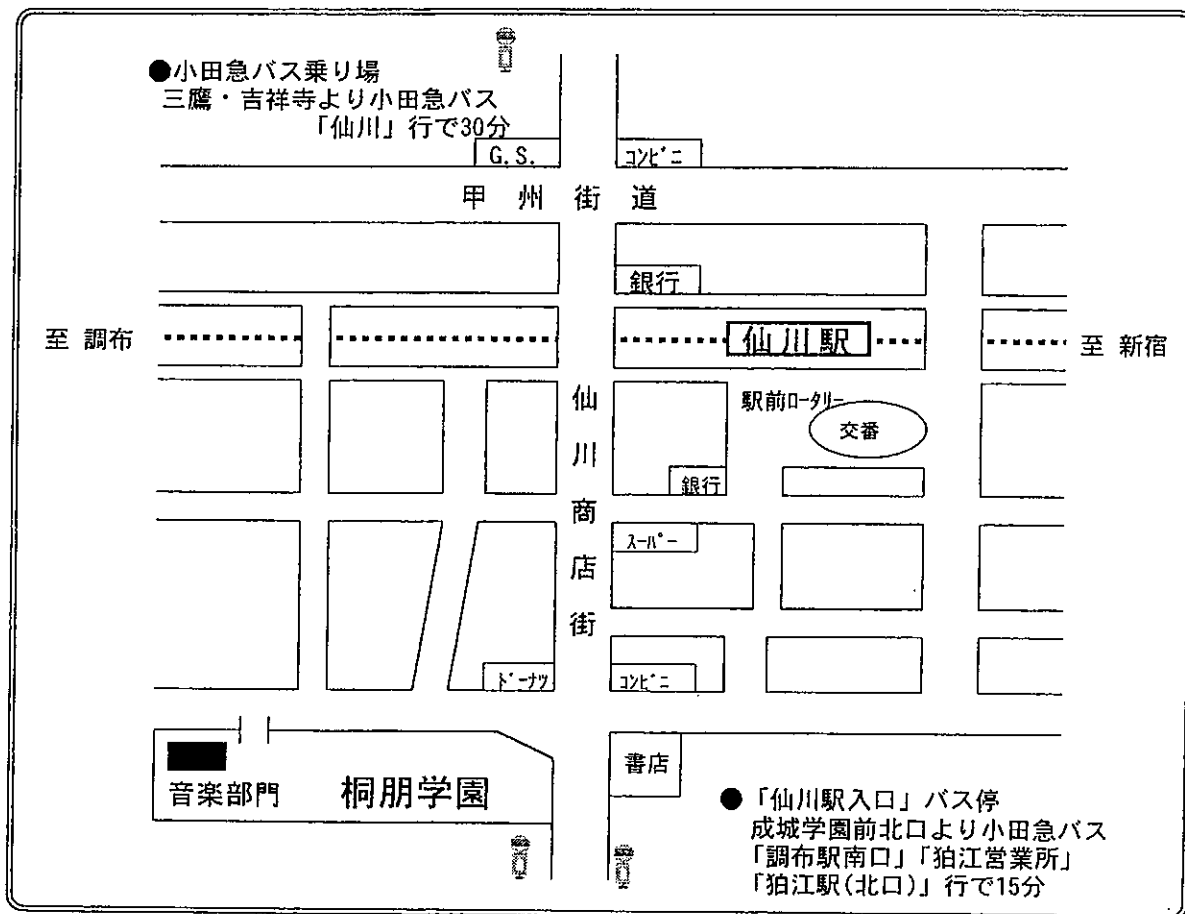 ●小田急バス乗り場
三鷹・吉祥寺より小田急バス
「仙川」行で30分
G.S.
コンビニ
甲州街道
銀行
至 調布
仙川駅
至 新宿
駅前ロータリー
交番
仙川商店街
銀行
スーパー
ドーナツ
コンビニ
音楽部門
桐朋学園
書店
●「仙川駅入口」バス停
成城学園前北口より小田急バス
「調布駅南口」「狛江営業所」
「狛江駅(北口)」行で15分